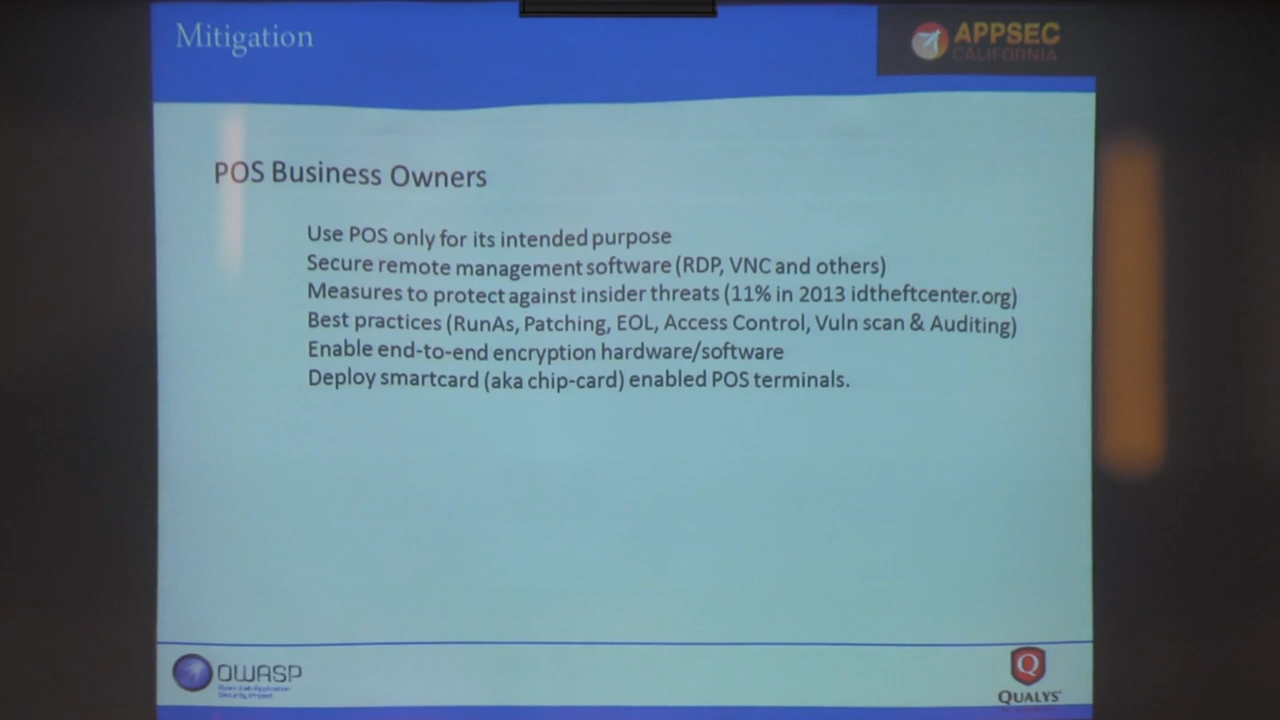 Mitigation
APPSEC
CALIFORNIA
POS Business Owners
Use POS only for its intended purpose
Secure remote management software (RDP, VNC and others)
Measures to protect against insider threats (11% in 2013 idtheftcenter.org)
Best practices (RunAs, Patching, EOL, Access Control, Vuln scan & Auditing)
Enable end-to-end encryption hardware/software
Deploy smartcard (aka chip-card) enabled POS terminals.
OWASP
Open Web Application
Security Project
Q
QUALYS